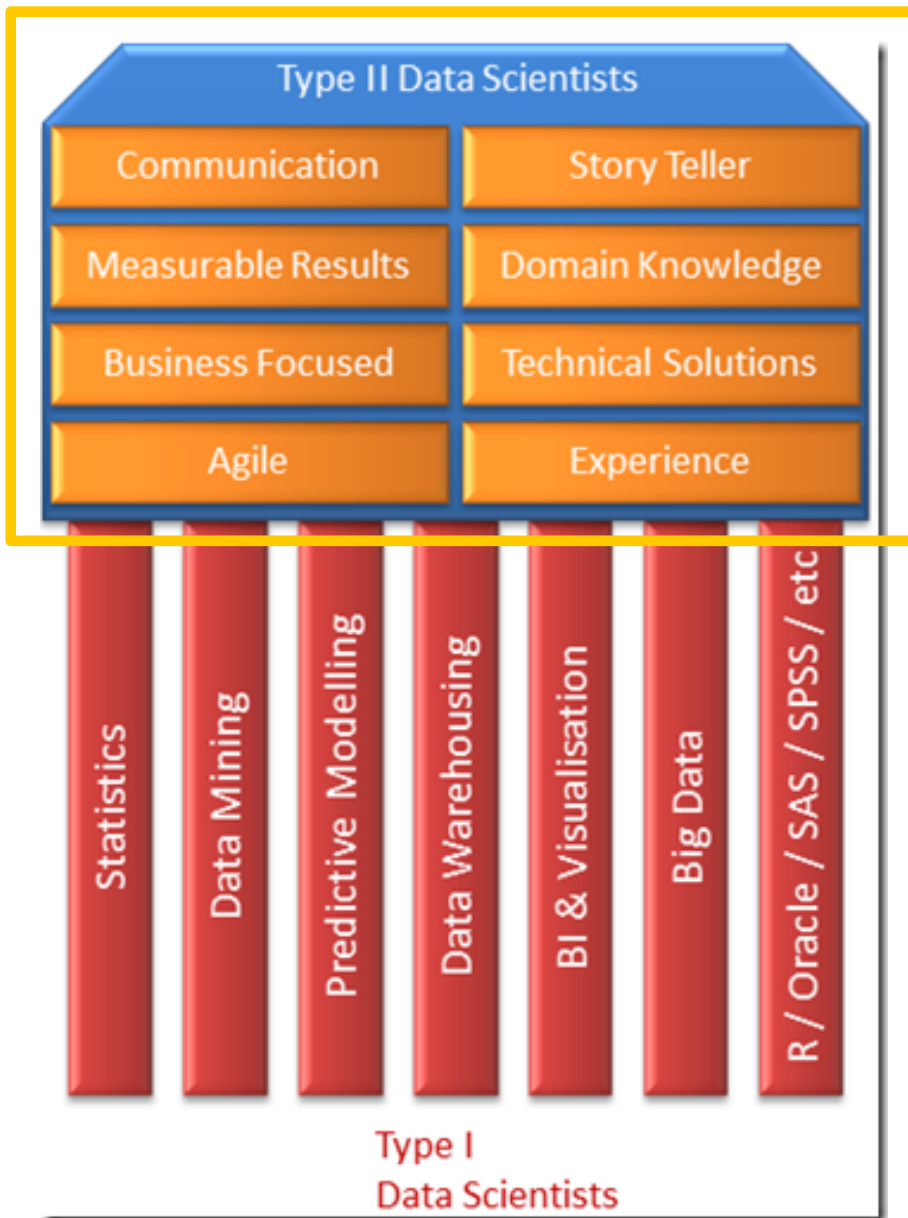 Type II Data Scientists
Communication
Story Teller
Measurable Results
Domain Knowledge
Business Focused
Technical Solutions
Agile
Experience
Statistics
Data Mining
Predictive Modelling
Data Warehousing
BI & Visualisation
Big Data
R / Oracle / SAS / SPSS / etc
Type I
Data Scientists